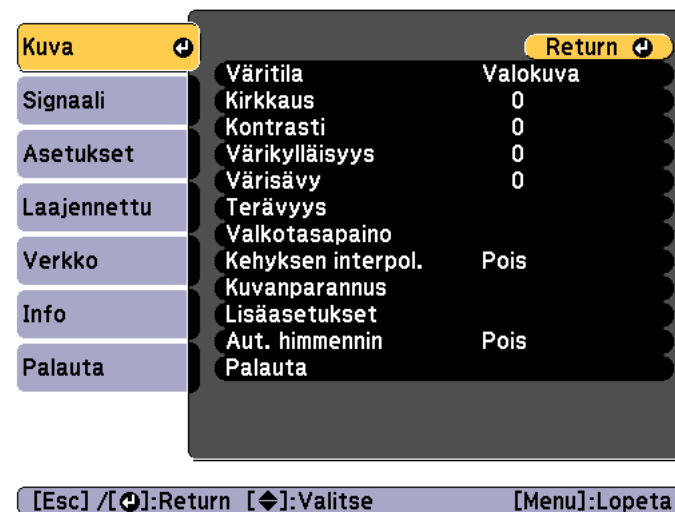 Kuva
Signaali
Asetukset
Laajennettu
Verkko
Info
Palauta
Return
Väritila Valokuva
Kirkkaus 0
Kontrasti 0
Värikylläisyys 0
Värisävy 0
Terävyys
Valkotasapaino
Kehyksen interpol. Pois
Kuvanparannus
Lisäasetukset
Aut. himmennin Pois
Palauta
[Esc] /[⏎]:Return [◆]:Valitse [Menu]:Lopeta